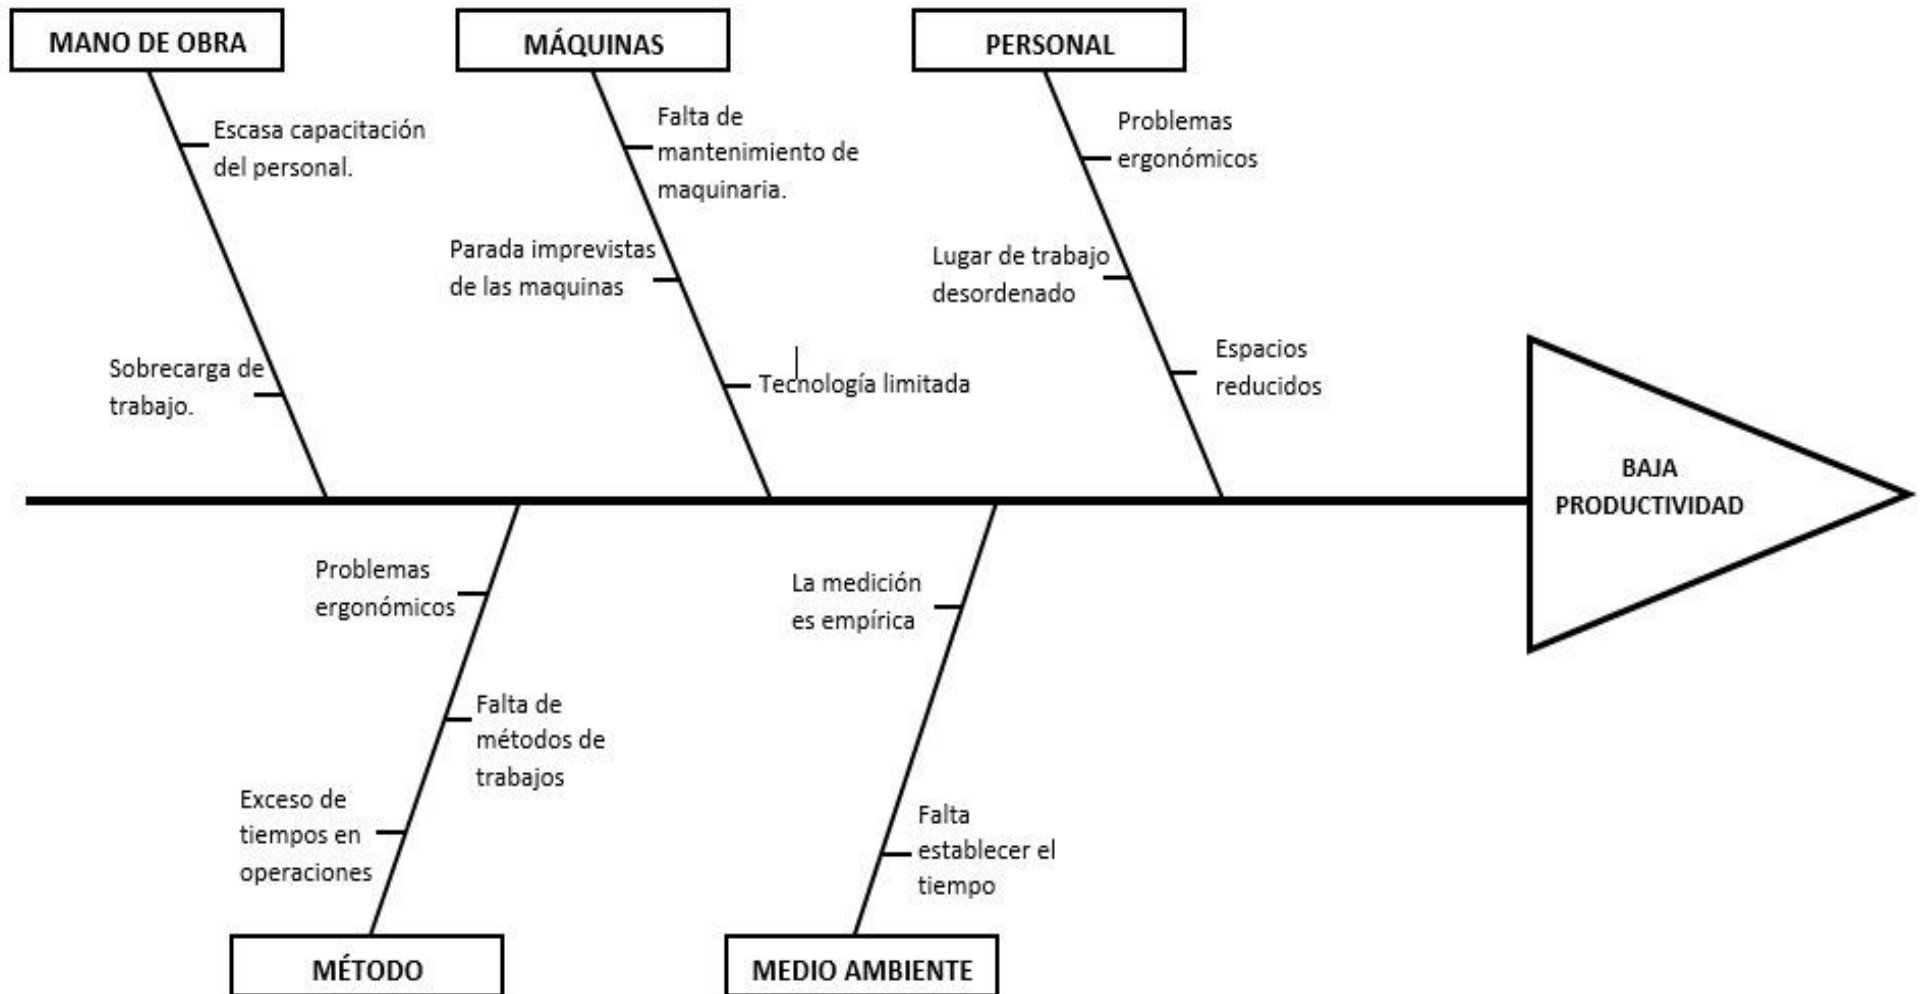 MANO DE OBRA
MÁQUINAS
PERSONAL
Escasa capacitación
del personal.
Sobrecarga de
trabajo.
Falta de
mantenimiento de
maquinaria.
Parada imprevistas
de las maquinas
Tecnología limitada
Problemas
ergonómicos
Lugar de trabajo
desordenado
Espacios
reducidos
BAJA
PRODUCTIVIDAD
Problemas
ergonómicos
Falta de
métodos de
trabajos
Exceso de
tiempos en
operaciones
La medición
es empírica
Falta
establecer el
tiempo
MÉTODO
MEDIO AMBIENTE